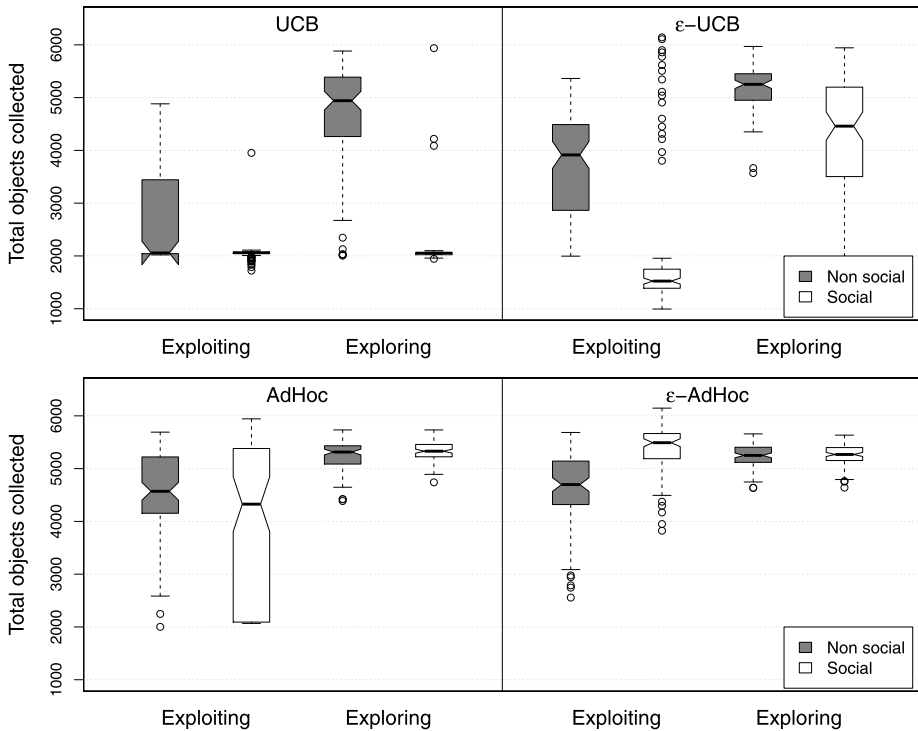 UCB
ε−UCB
Total objects collected
6000
5000
4000
3000
2000
1000
Non social
Social
Exploiting
Exploring
Exploiting
Exploring
AdHoc
ε−AdHoc
Total objects collected
6000
5000
4000
3000
2000
1000
Non social
Social
Exploiting
Exploring
Exploiting
Exploring